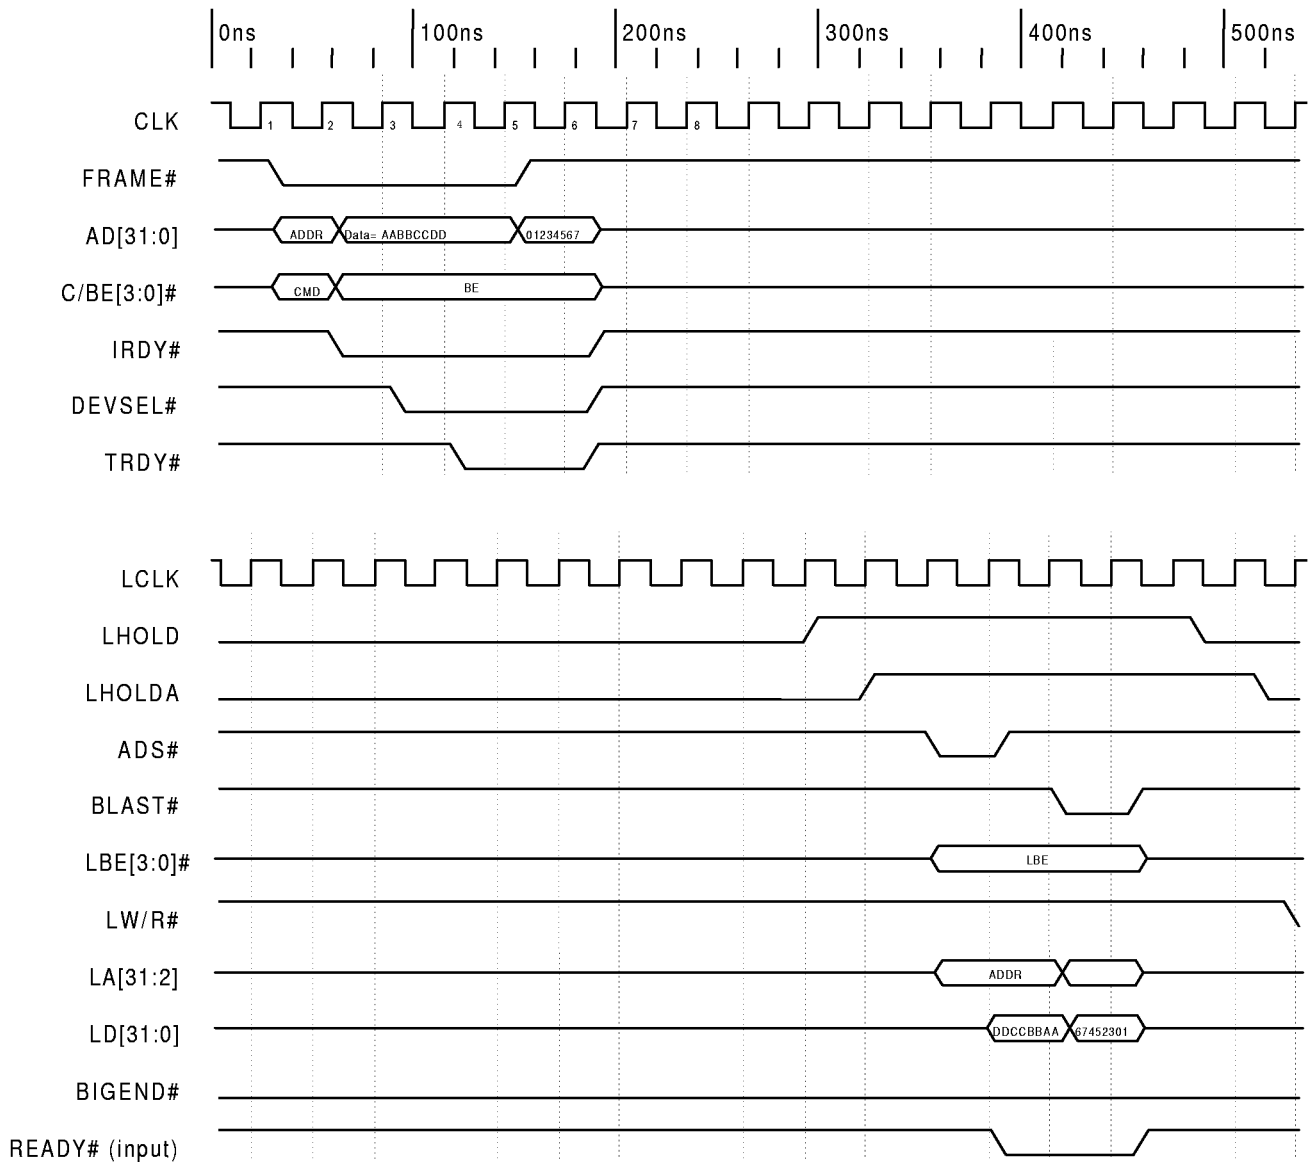 0ns 100ns 200ns 300ns 400ns 500ns
CLK 1 2 3 4 5 6 7 8
FRAME#
AD[31:0] ADDR Data= AABBCCDD 01234567
C/BE[3:0]# CMD BE
IRDY#
DEVSEL#
TRDY#
LCLK
LHOLD
LHOLDA
ADS#
BLAST#
LBE[3:0]# LBE
LW/R#
LA[31:2] ADDR
LD[31:0] DDCCBBAA 67452301
BIGEND#
READY# (input)